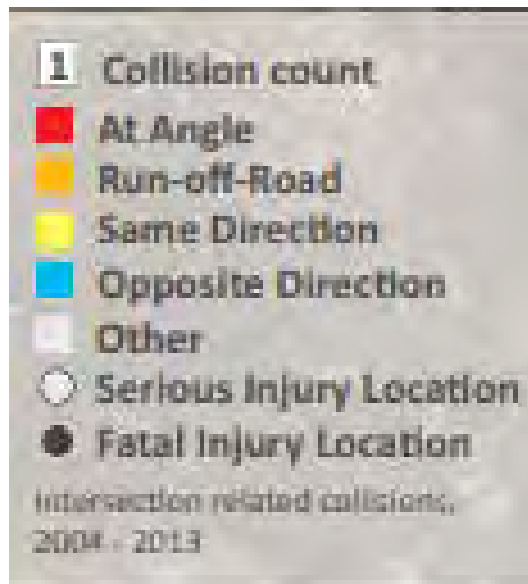 1 Collision count
At Angle
Run-off-Road
Same Direction
Opposite Direction
Other
Serious Injury Location
Fatal Injury Location
Intersection related collisions,
2004 - 2013